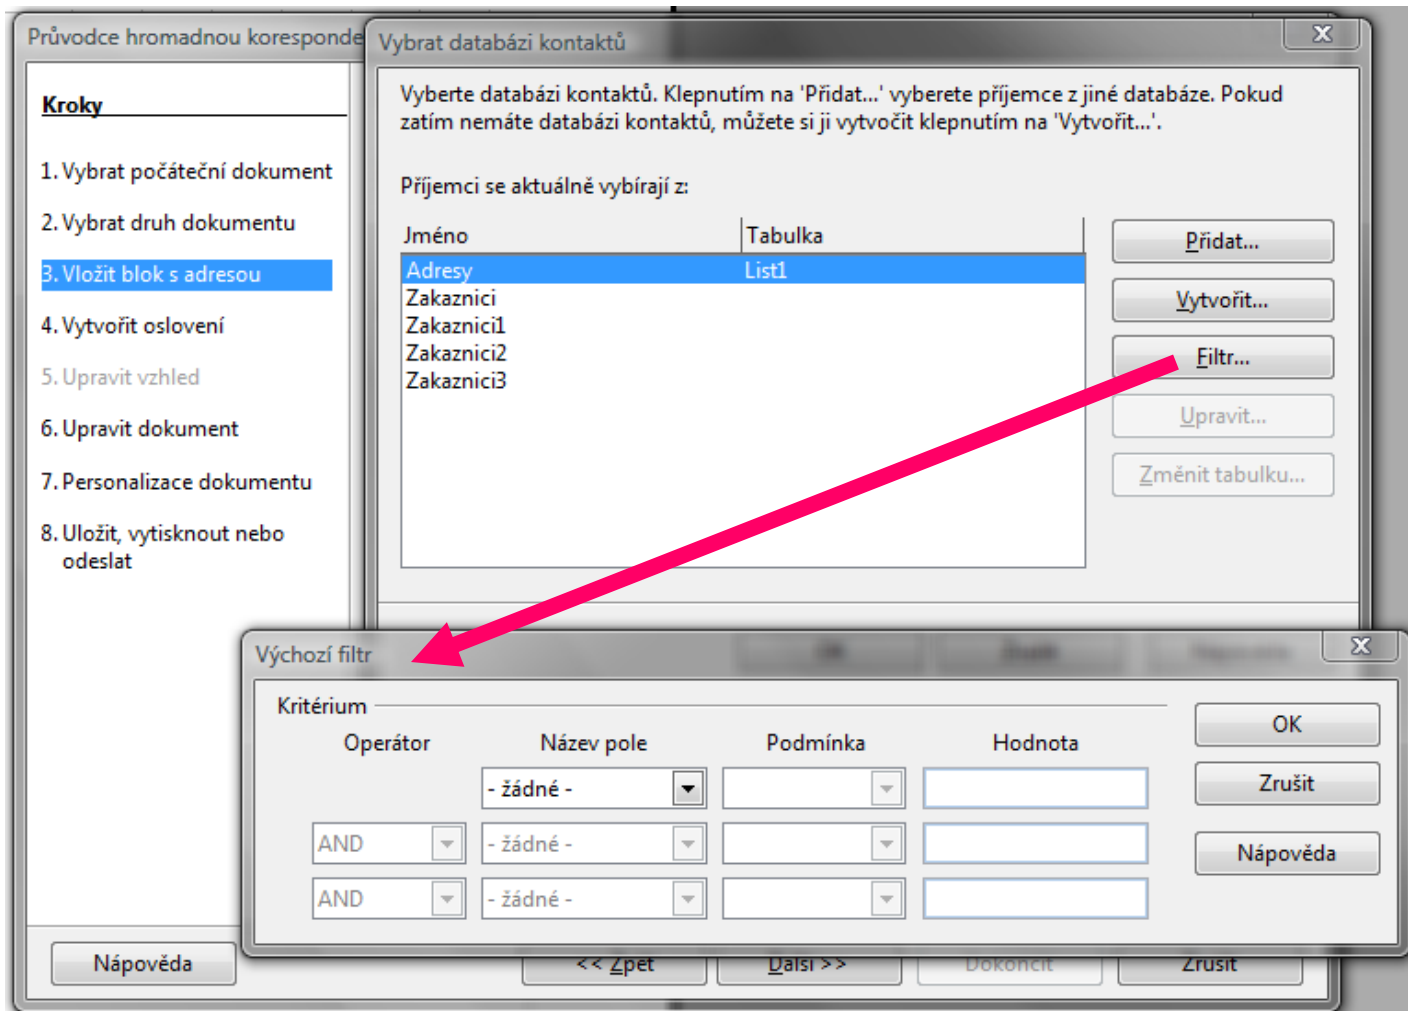 Průvodce hromadnou koresponde
Kroky
1. Vybrat počáteční dokument
2. Vybrat druh dokumentu
3. Vložit blok s adresou
4. Vytvořit oslovení
5. Upravit vzhled
6. Upravit dokument
7. Personalizace dokumentu
8. Uložit, vytisknout nebo
odeslat
Vybrat databázi kontaktů
Vyberte databázi kontaktů. Klepnutím na 'Přidat...' vyberete příjemce z jiné databáze. Pokud
zatím nemáte databázi kontaktů, můžete si ji vytvočit klepnutím na 'Vytvořit...'.
Příjemci se aktuálně vybírají z:
Jméno Tabulka
Adresy List1
Zakaznici
Zakaznici1
Zakaznici2
Zakaznici3
Přidat...
Vytvořit...
Filtr...
Upravit...
Změnit tabulku...
Výchozí filtr
Kritérium
Operátor Název pole Podmínka Hodnota
- žádné -
AND - žádné -
AND - žádné -
OK
Zrušit
Nápověda
Nápověda << Zpět Další >> Dokončit Zrušit